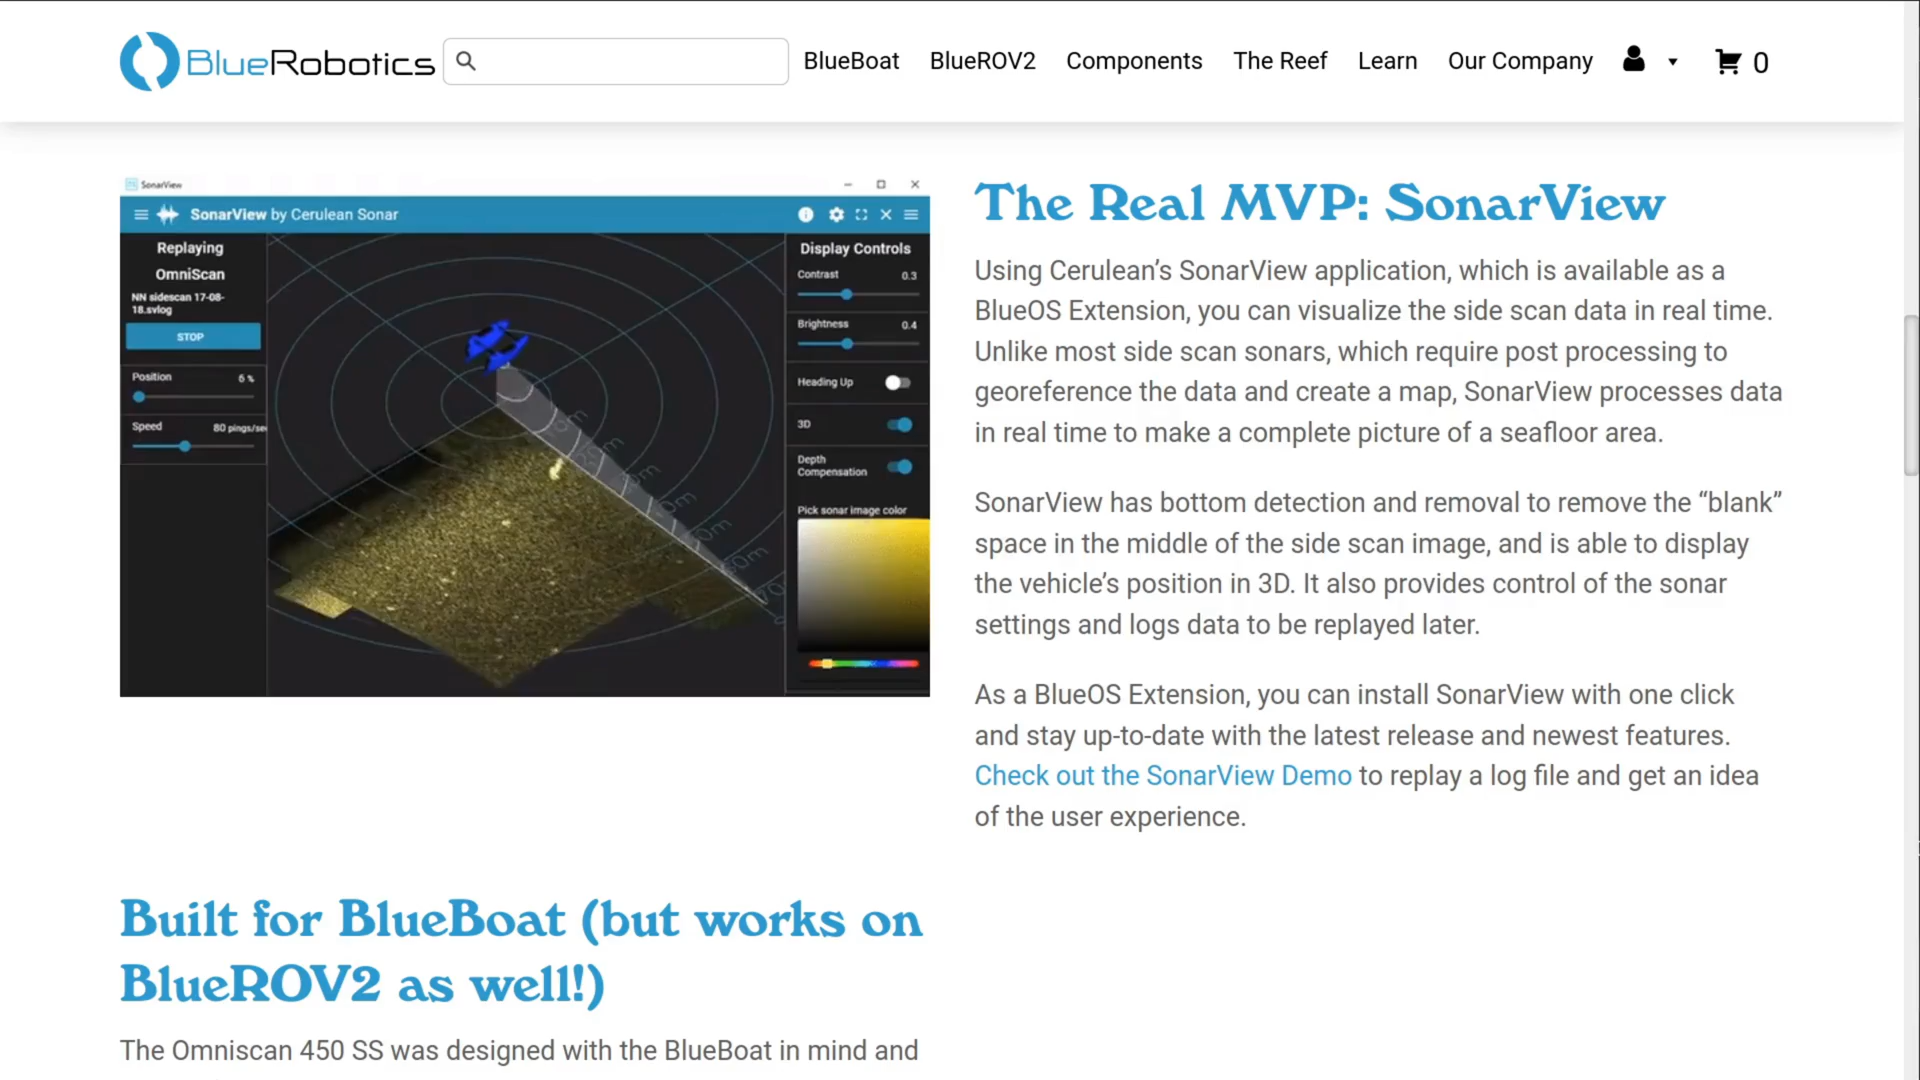 BlueRobotics
BlueBoat
BlueROV2
Components
The Reef
Learn
Our Company
0
SonarView
SonarView by Cerulean Sonar
Replaying
OmniScan
NN sidescan 17-08-
18.svlog
STOP
Position 6 %
Speed 80 pings/sec
Display Controls
Contrast 0.3
Brightness 0.4
Heading Up
3D
Depth
Compensation
Pick sonar image color
The Real MVP: SonarView
Using Cerulean’s SonarView application, which is available as a
BlueOS Extension, you can visualize the side scan data in real time.
Unlike most side scan sonars, which require post processing to
georeference the data and create a map, SonarView processes data
in real time to make a complete picture of a seafloor area.
SonarView has bottom detection and removal to remove the “blank”
space in the middle of the side scan image, and is able to display
the vehicle’s position in 3D. It also provides control of the sonar
settings and logs data to be replayed later.
As a BlueOS Extension, you can install SonarView with one click
and stay up-to-date with the latest release and newest features.
Check out the SonarView Demo to replay a log file and get an idea
of the user experience.
Built for BlueBoat (but works on
BlueROV2 as well!)
The Omniscan 450 SS was designed with the BlueBoat in mind and